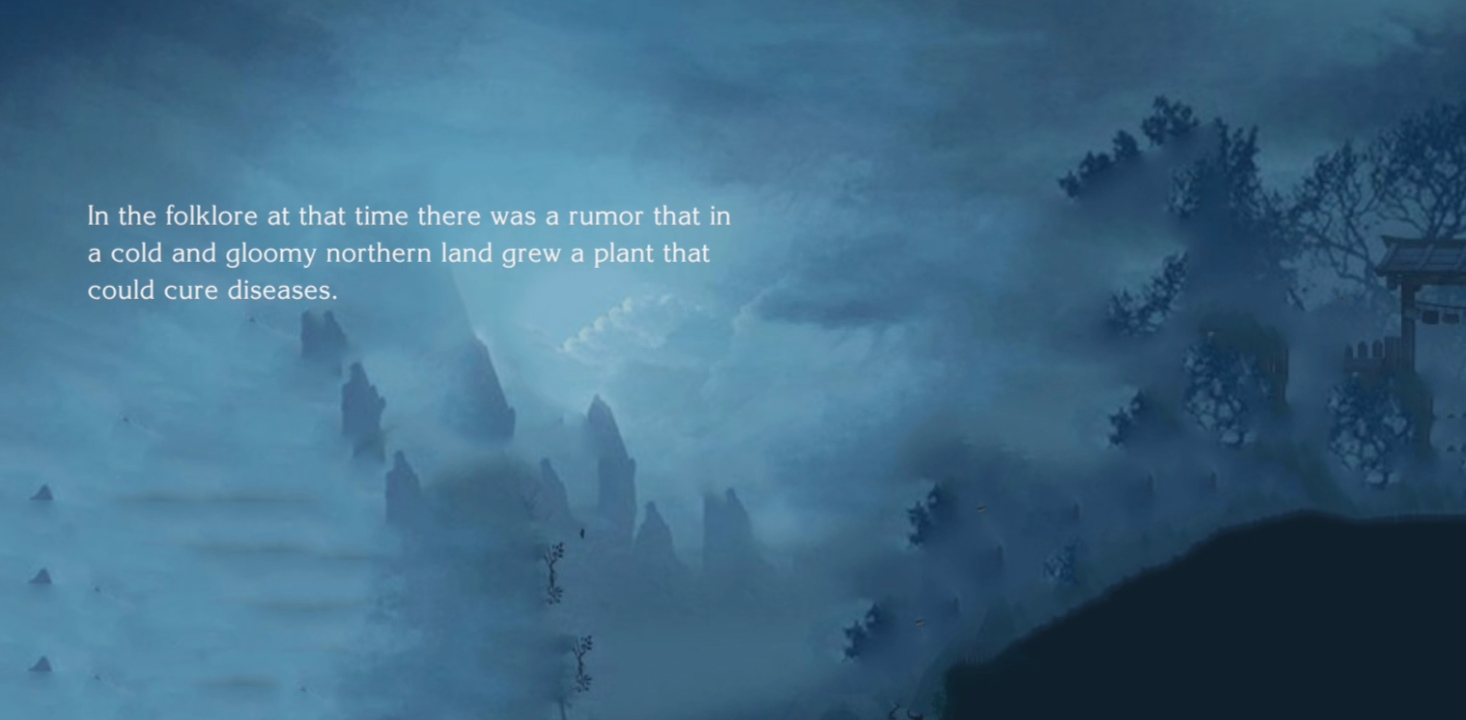 In the folklore at that time there was a rumor that in
a cold and gloomy northern land grew a plant that
could cure diseases.